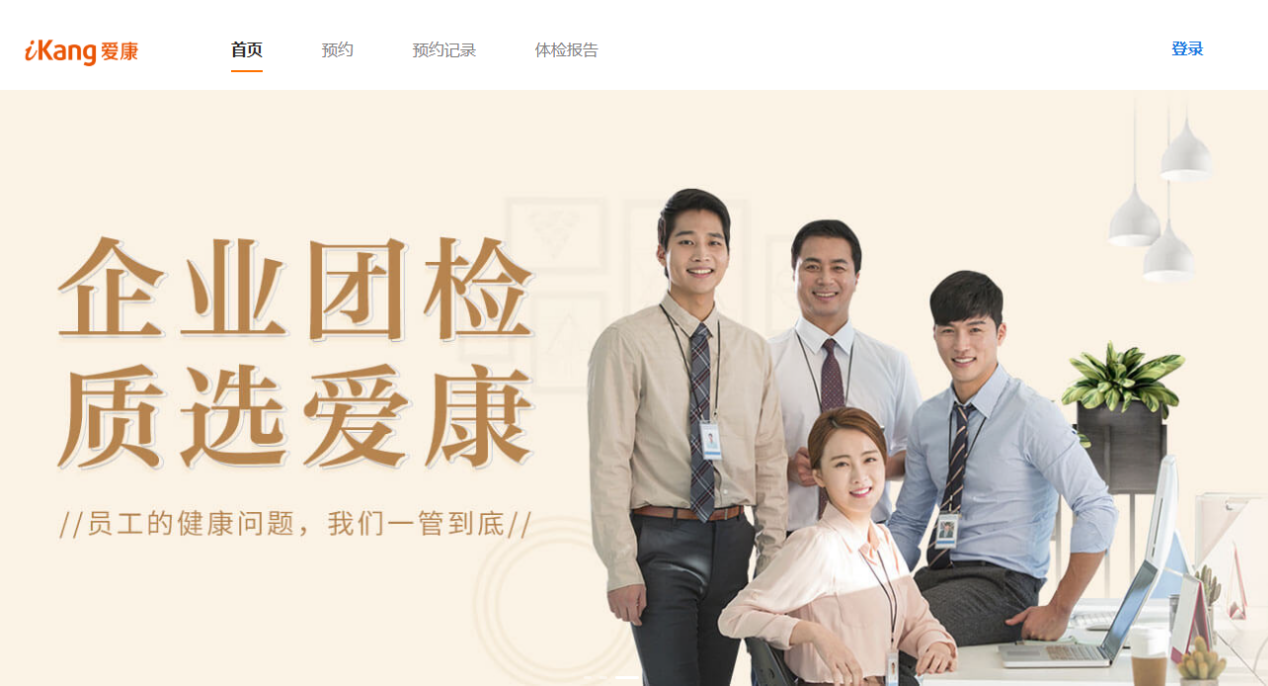 iKang 爱康
首页
预约
预约记录
体检报告
登录
企业团检
质选爱康
//员工的健康问题，我们一管到底//